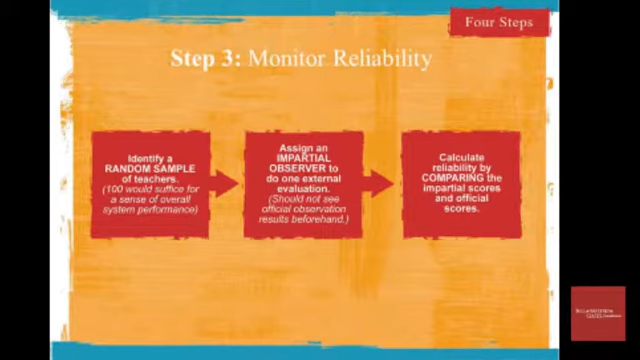 Four Steps
Step 3: Monitor Reliability
Identify a
RANDOM SAMPLE
of teachers.
(100 would suffice for
a sense of overall
system performance)
Assign an
IMPARTIAL
OBSERVER to
do one external
evaluation.
(Should not see
official observation
results beforehand.)
Calculate
reliability by
COMPARING the
impartial scores
and official
scores.